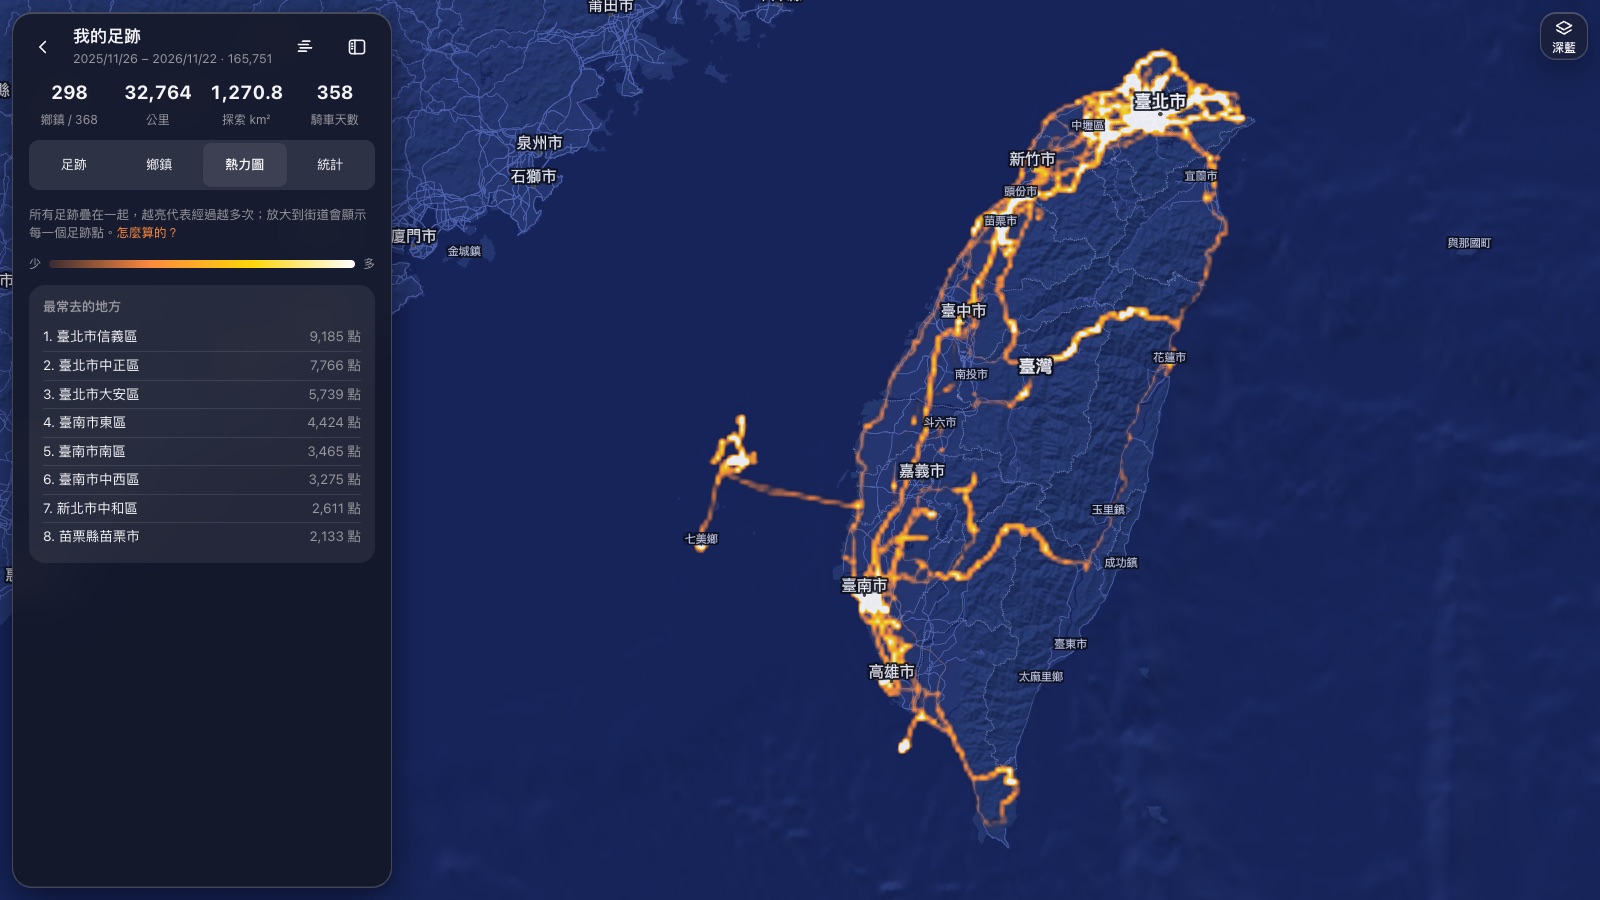 我的足跡
2025/11/26 – 2026/11/22 · 165,751
298
鄉鎮 / 368
32,764
公里
1,270.8
探索 km²
358
騎車天數
足跡
鄉鎮
熱力圖
統計
所有足跡疊在一起，越亮代表經過越多次；放大到街道會顯示
每一個足跡點。怎麼算的？
少
多
最常去的地方
1. 臺北市信義區 9,185 點
2. 臺北市中正區 7,766 點
3. 臺北市大安區 5,739 點
4. 臺南市東區 4,424 點
5. 臺南市南區 3,465 點
6. 臺南市中西區 3,275 點
7. 新北市中和區 2,611 點
8. 苗栗縣苗栗市 2,133 點
深藍
莆田市
泉州市
石獅市
廈門市
金城鎮
臺北市
中壢區
新竹市
宜蘭市
頭份市
苗栗市
與那國町
臺中市
花蓮市
臺灣
南投市
斗六市
嘉義市
玉里鎮
七美鄉
成功鎮
臺南市
臺東市
高雄市
太麻里鄉